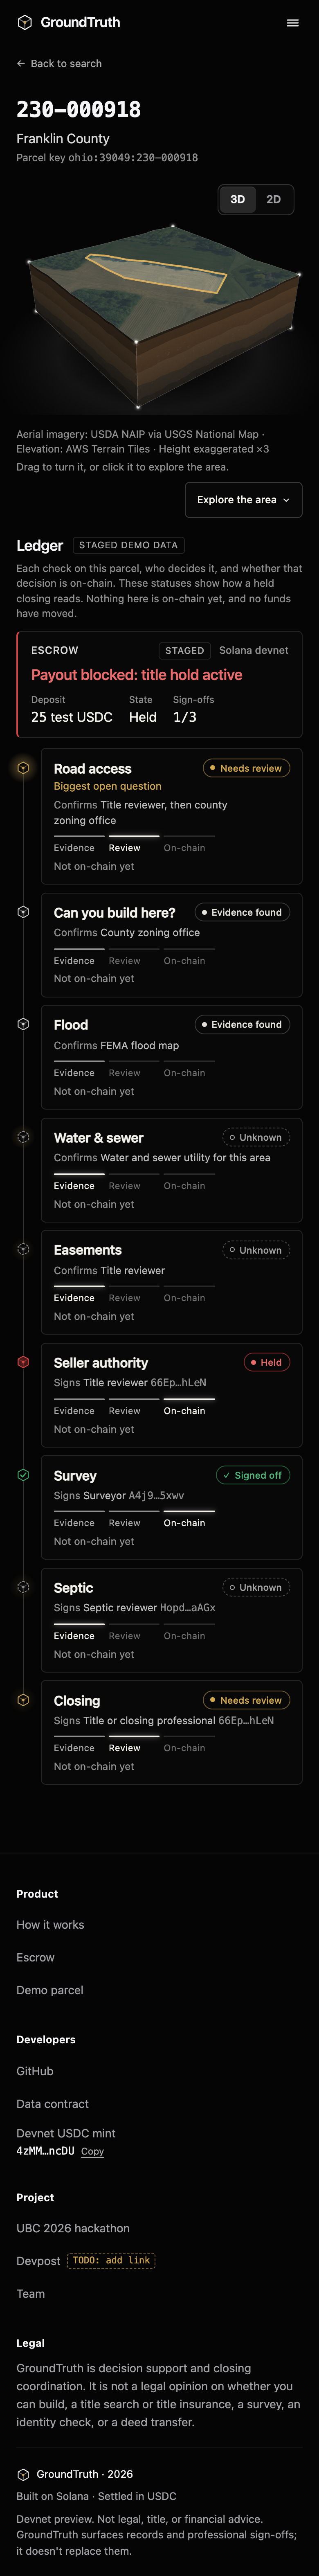 GroundTruth
← Back to search
230-000918
Franklin County
Parcel key ohio:39049:230-000918
3D 2D
Aerial imagery: USDA NAIP via USGS National Map ·
Elevation: AWS Terrain Tiles · Height exaggerated ×3
Drag to turn it, or click it to explore the area.
Explore the area
Ledger STAGED DEMO DATA
Each check on this parcel, who decides it, and whether that
decision is on-chain. These statuses show how a held
closing reads. Nothing here is on-chain yet, and no funds
have moved.
ESCROW STAGED Solana devnet
Payout blocked: title hold active
Deposit State Sign-offs
25 test USDC Held 1/3
Road access Needs review
Biggest open question
Confirms Title reviewer, then county
zoning office
Evidence Review On-chain
Not on-chain yet
Can you build here? Evidence found
Confirms County zoning office
Evidence Review On-chain
Not on-chain yet
Flood Evidence found
Confirms FEMA flood map
Evidence Review On-chain
Not on-chain yet
Water & sewer Unknown
Confirms Water and sewer utility for this area
Evidence Review On-chain
Not on-chain yet
Easements Unknown
Confirms Title reviewer
Evidence Review On-chain
Not on-chain yet
Seller authority Held
Signs Title reviewer 66Ep…hLeN
Evidence Review On-chain
Not on-chain yet
Survey ✓ Signed off
Signs Surveyor A4j9…5xwv
Evidence Review On-chain
Not on-chain yet
Septic Unknown
Signs Septic reviewer Hopd…aAGx
Evidence Review On-chain
Not on-chain yet
Closing Needs review
Signs Title or closing professional 66Ep…hLeN
Evidence Review On-chain
Not on-chain yet
Product
How it works
Escrow
Demo parcel
Developers
GitHub
Data contract
Devnet USDC mint
4zMM…ncDU Copy
Project
UBC 2026 hackathon
Devpost TODO: add link
Team
Legal
GroundTruth is decision support and closing
coordination. It is not a legal opinion on whether you
can build, a title search or title insurance, a survey, an
identity check, or a deed transfer.
GroundTruth · 2026
Built on Solana · Settled in USDC
Devnet preview. Not legal, title, or financial advice.
GroundTruth surfaces records and professional sign-offs;
it doesn't replace them.